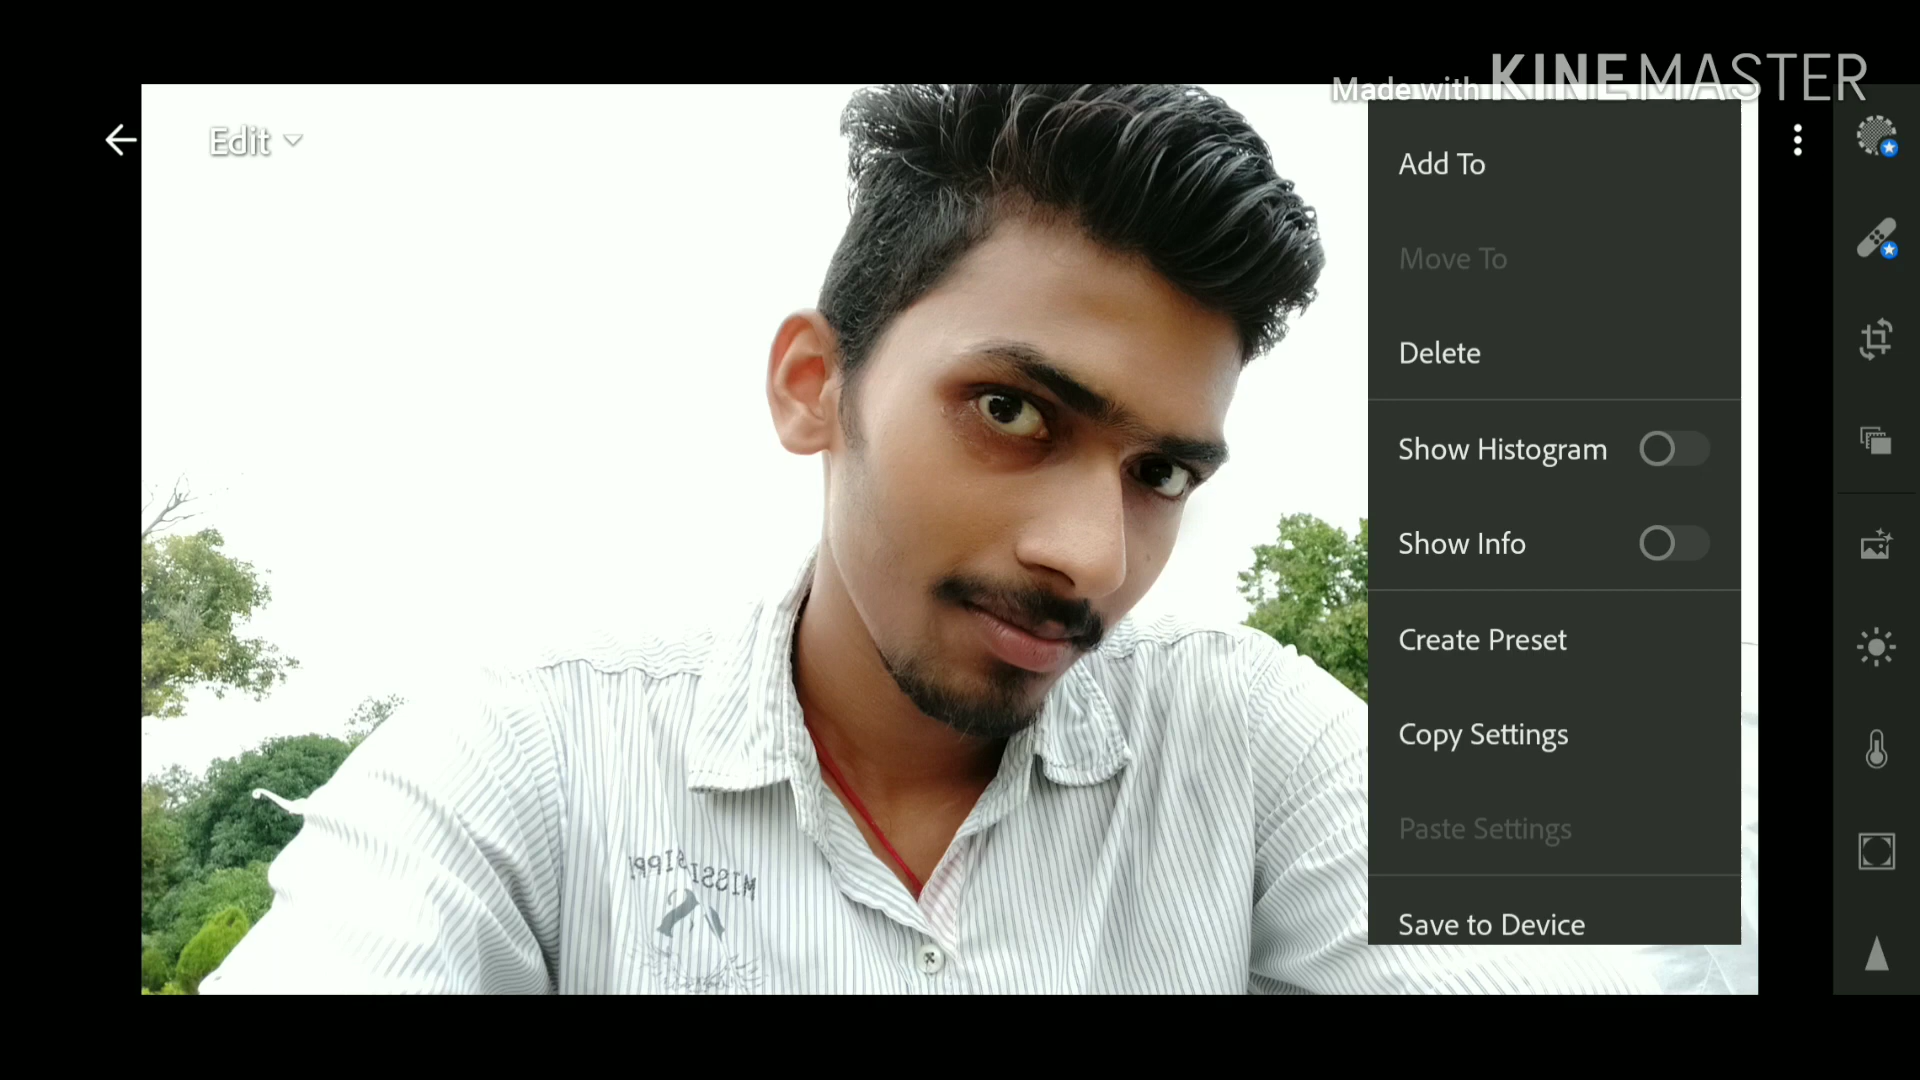 Made with KINEMASTER
Edit
Add To
Move To
Delete
Show Histogram
Show Info
Create Preset
Copy Settings
Paste Settings
Save to Device
MISSISSIPPI